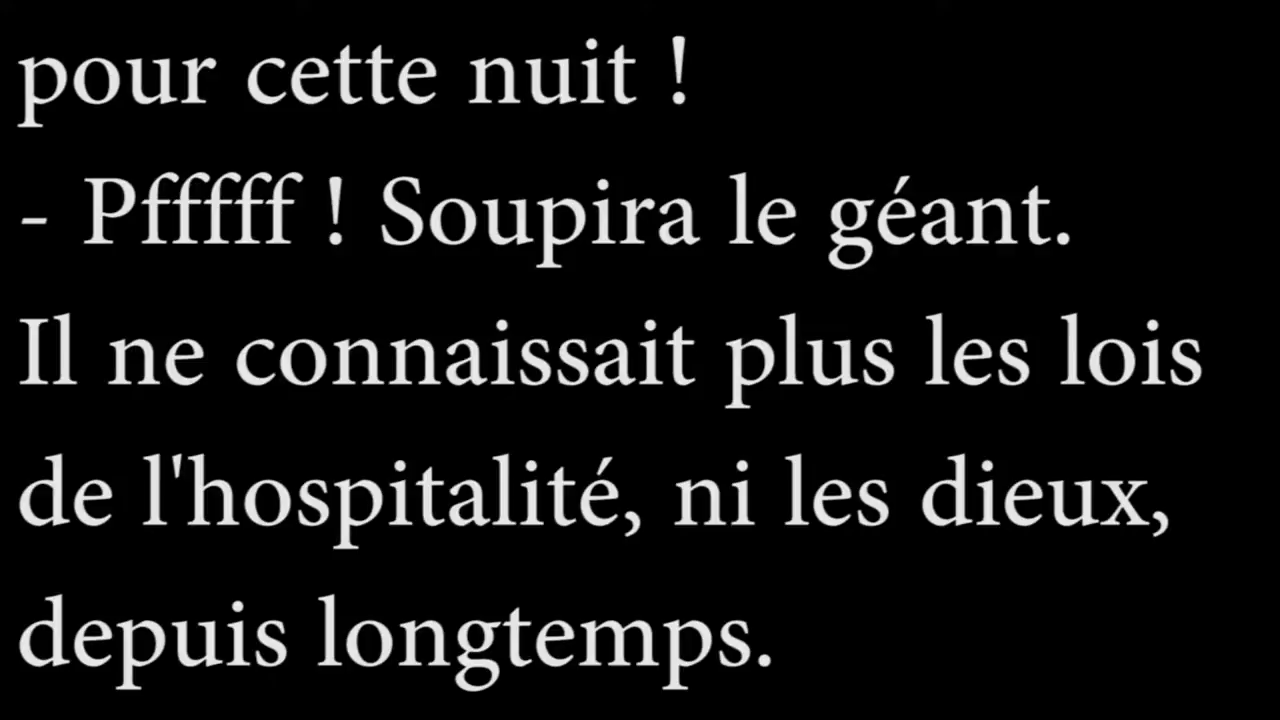 pour cette nuit !
- Pffffff ! Soupira le géant.
Il ne connaissait plus les lois
de l'hospitalité, ni les dieux,
depuis longtemps.